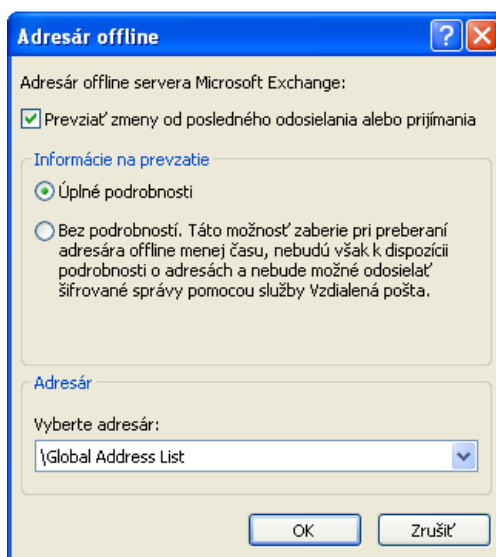 Adresár offline
Adresár offline servera Microsoft Exchange:
Prevziať zmeny od posledného odosielania alebo prijímania
Informácie na prevzatie
Úplné podrobnosti
Bez podrobností. Táto možnosť zaberie pri preberaní
adresára offline menej času, nebudú však k dispozícii
podrobnosti o adresách a nebude možné odosielať
šifrované správy pomocou služby Vzdialená pošta.
Adresár
Vyberte adresár:
\Global Address List
OK
Zrušiť